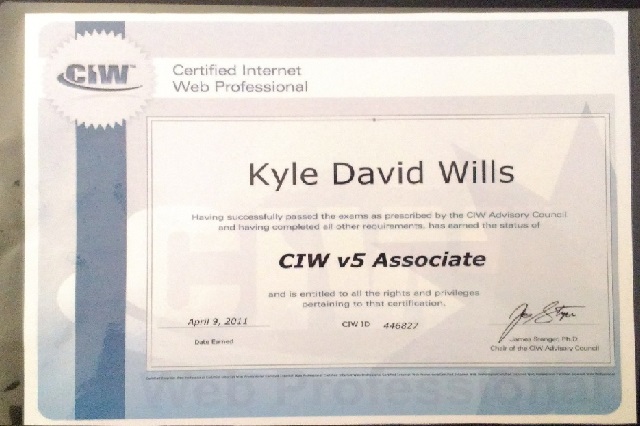 CIW™
Certified Internet
Web Professional
Kyle David Wills
Having successfully passed the exams as prescribed by the CIW Advisory Council
and having completed all other requirements, has earned the status of
CIW v5 Associate
and is entitled to all the rights and privileges
pertaining to that certification.
April 9, 2011
Date Earned
CIW ID 446827
James Stanger, Ph.D.
Chair of the CIW Advisory Council
Web Professional